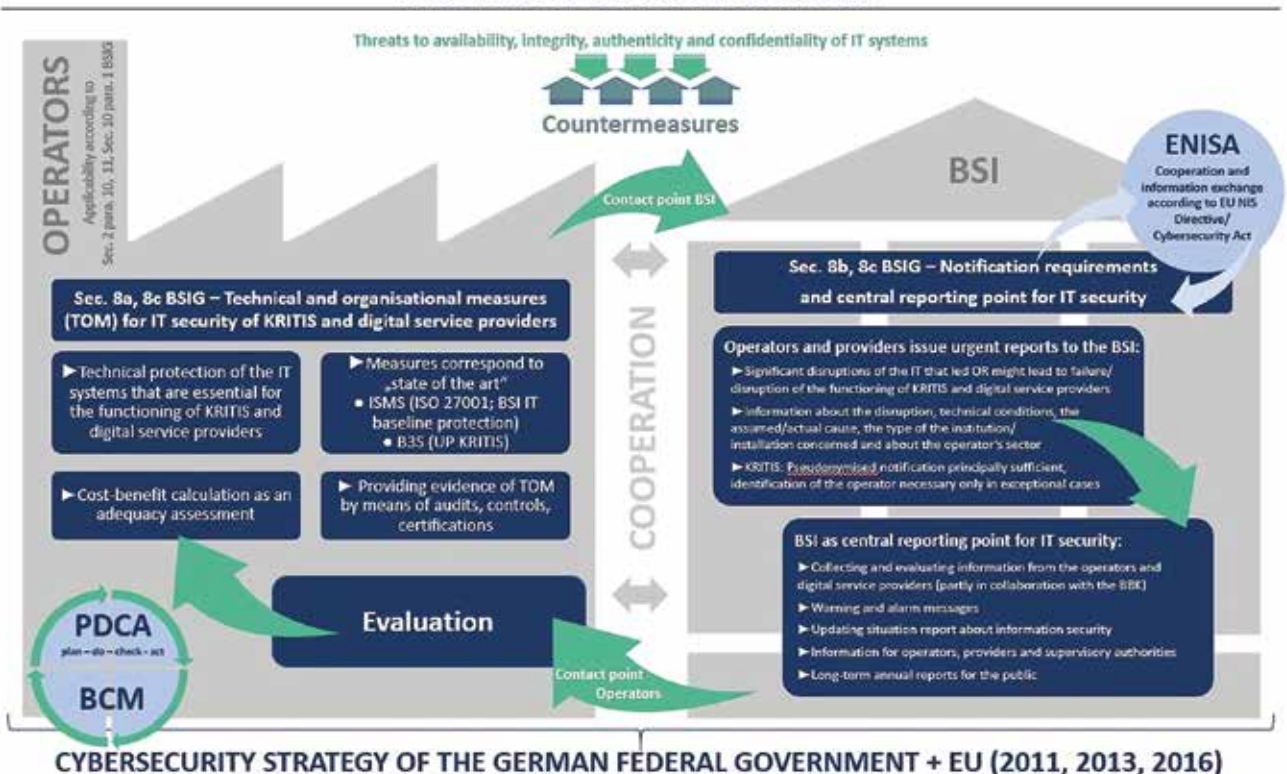 Threats to availability, integrity, authenticity and confidentiality of IT systems
Countermeasures
OPERATORS
Applicability according to
Sec. 2 para. 10, 11, Sec. 10 para. 1 BSIG
Contact point BSI
BSI
ENISA
Cooperation and
information exchange
according to EU NIS
Directive/
Cybersecurity Act
Sec. 8a, 8c BSIG – Technical and organisational measures
(TOM) for IT security of KRITIS and digital service providers
►Technical protection of the IT
systems that are essential for
the functioning of KRITIS and
digital service providers
►Measures correspond to
„state of the art“
● ISMS (ISO 27001; BSI IT
baseline protection)
● B3S (UP KRITIS)
►Cost-benefit calculation as an
adequacy assessment
► Providing evidence of TOM
by means of audits, controls,
certifications
Evaluation
PDCA
plan – do – check - act
BCM
COOPERATION
Sec. 8b, 8c BSIG – Notification requirements
and central reporting point for IT security
Operators and providers issue urgent reports to the BSI:
►Significant disruptions of the IT that led OR might lead to failure/
disruption of the functioning of KRITIS and digital service providers
►Information about the disruption, technical conditions, the
assumed/actual cause, the type of the institution/
installation concerned and about the operator's sector
►KRITIS: Pseudonymised notification principally sufficient,
identification of the operator necessary only in exceptional cases
BSI as central reporting point for IT security:
►Collecting and evaluating information from the operators and
digital service providers (partly in collaboration with the BBK)
►Warning and alarm messages
►Updating situation report about information security
►Information for operators, providers and supervisory authorities
►Long-term annual reports for the public
Contact point
Operators
CYBERSECURITY STRATEGY OF THE GERMAN FEDERAL GOVERNMENT + EU (2011, 2013, 2016)